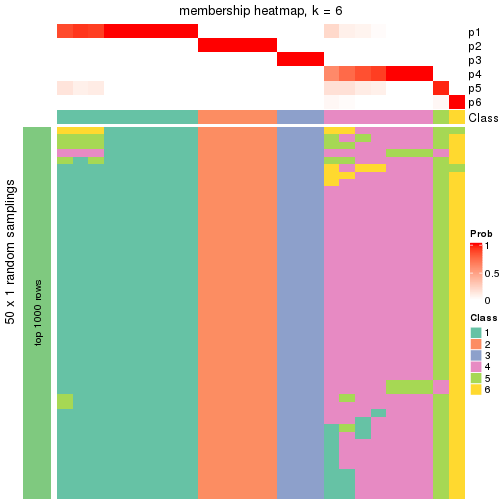 membership heatmap, k = 6
p1
p2
p3
p4
p5
p6
Class
50 x 1 random samplings
top 1000 rows
Prob
1
0.5
0
Class
1
2
3
4
5
6